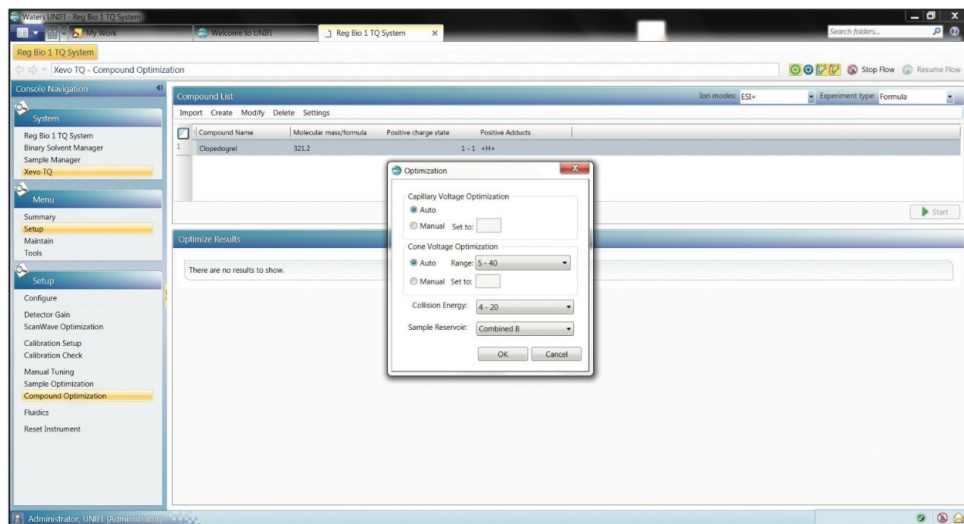 Waters UNIFI - Reg Bio 1 TQ System
My Work
Welcome to UNIFI
Reg Bio 1 TQ System
Search folders...
Reg Bio 1 TQ System
Xevo TQ - Compound Optimization
Stop Flow
Resume Flow
Console Navigation
System
Reg Bio 1 TQ System
Binary Solvent Manager
Sample Manager
Xevo TQ
Menu
Summary
Setup
Maintain
Tools
Setup
Configure
Detector Gain
ScanWave Optimization
Calibration Setup
Calibration Check
Manual Tuning
Sample Optimization
Compound Optimization
Fluidics
Reset Instrument
Compound List
Ion modes: ESI+
Experiment type: Formula
Import Create Modify Delete Settings
Compound Name Molecular mass/formula Positive charge state Positive Adducts
1 Clopedogrel 321.2 1 - 1 +H+
Start
Optimize Results
There are no results to show.
Optimization
Capillary Voltage Optimization
Auto
Manual Set to:
Cone Voltage Optimization
Auto Range: 5 - 40
Manual Set to:
Collision Energy: 4 - 20
Sample Reservoir: Combined B
OK Cancel
Administrator, UNIFI [Administrator]